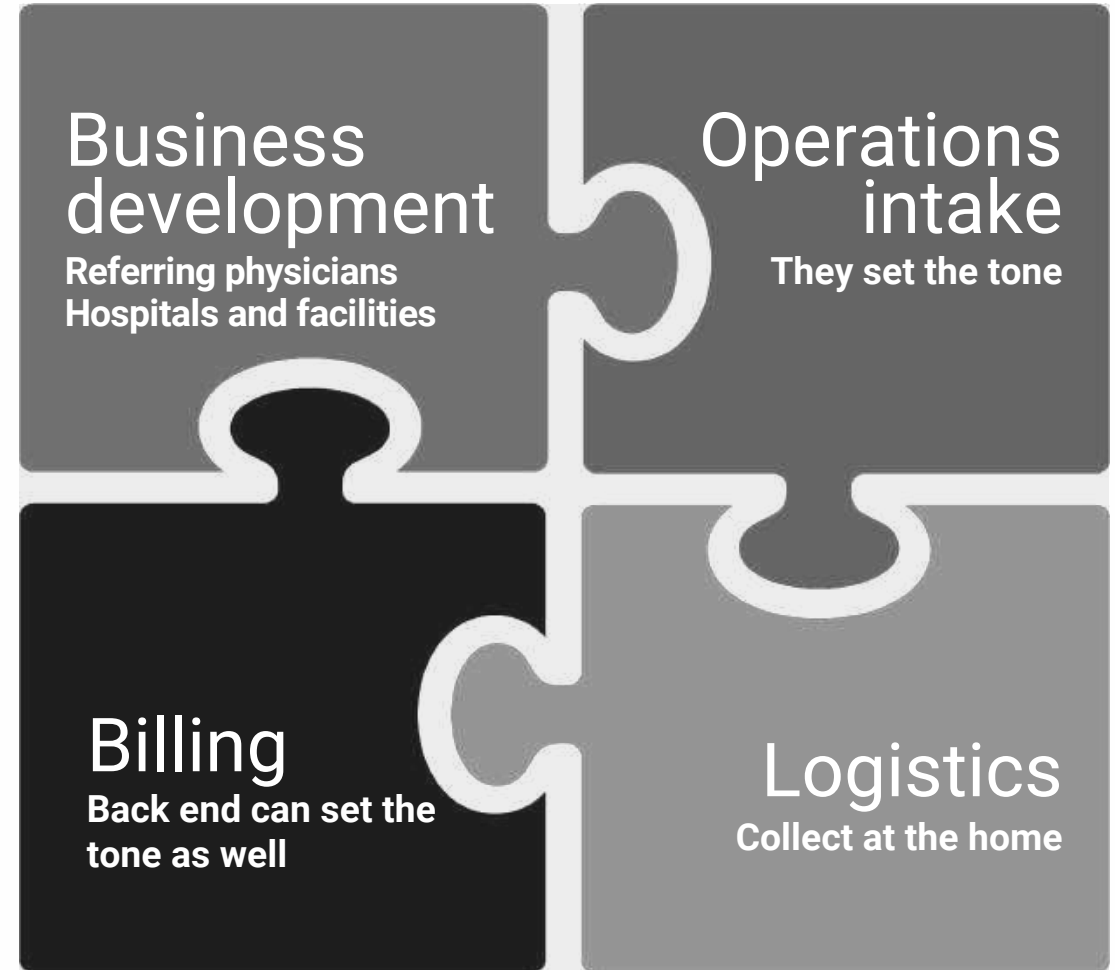 Business
development
Referring physicians
Hospitals and facilities
Operations
intake
They set the tone
Billing
Back end can set the
tone as well
Logistics
Collect at the home